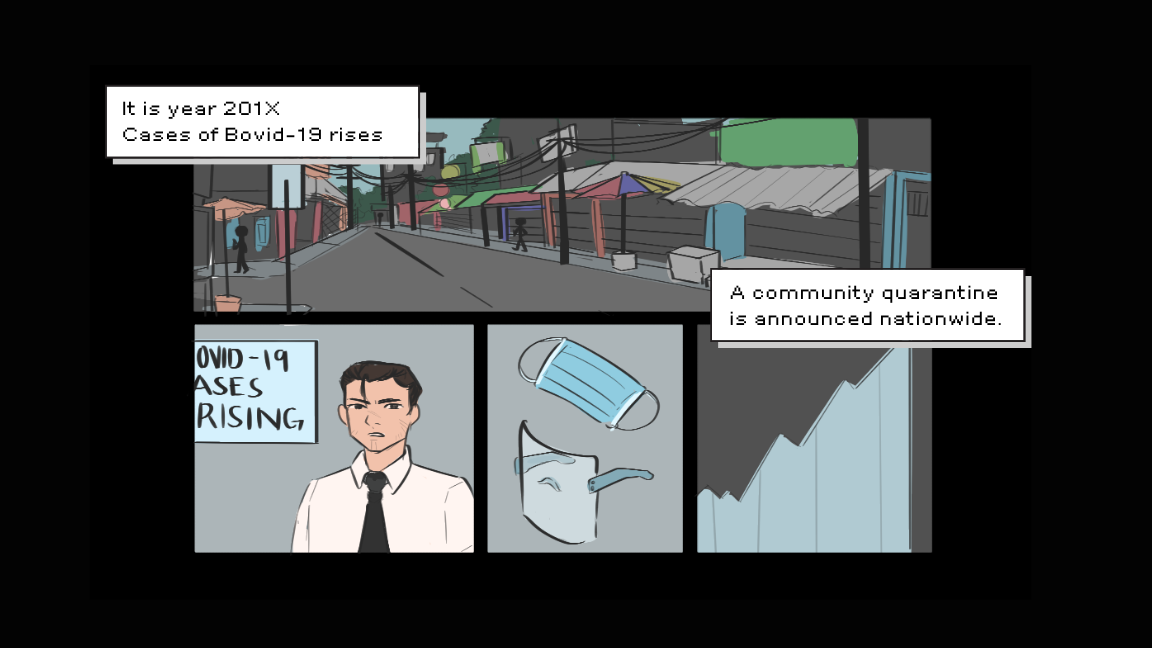 It is year 201X
Cases of Bovid-19 rises
A community quarantine
is announced nationwide.
OVID-19
ASES
RISING,